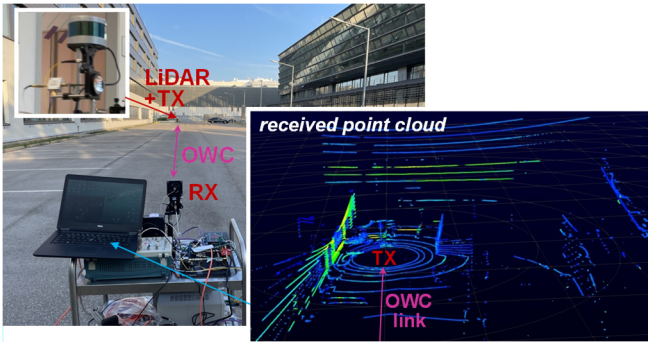 LiDAR
+TX
OWC
RX
received point cloud
TX
OWC
link